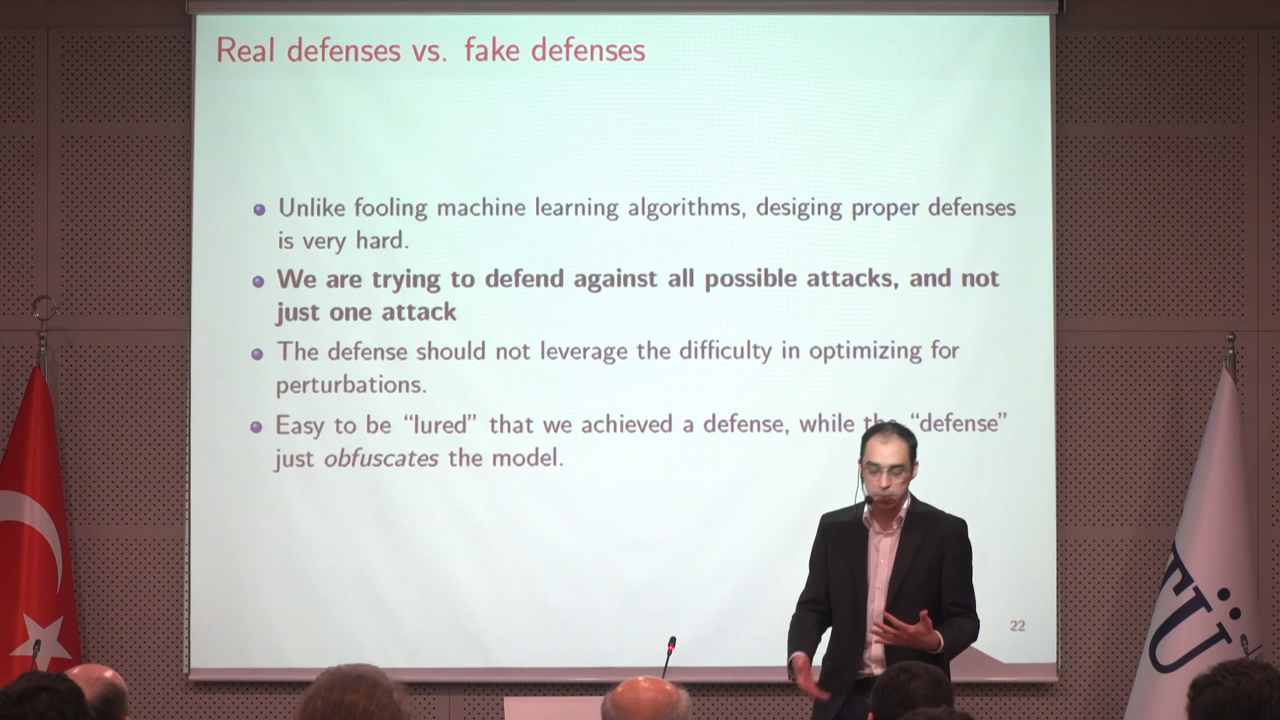 Real defenses vs. fake defenses
Unlike fooling machine learning algorithms, desiging proper defenses
is very hard.
We are trying to defend against all possible attacks, and not
just one attack
The defense should not leverage the difficulty in optimizing for
perturbations.
Easy to be “lured” that we achieved a defense, while the “defense”
just obfuscates the model.
22
TÜ